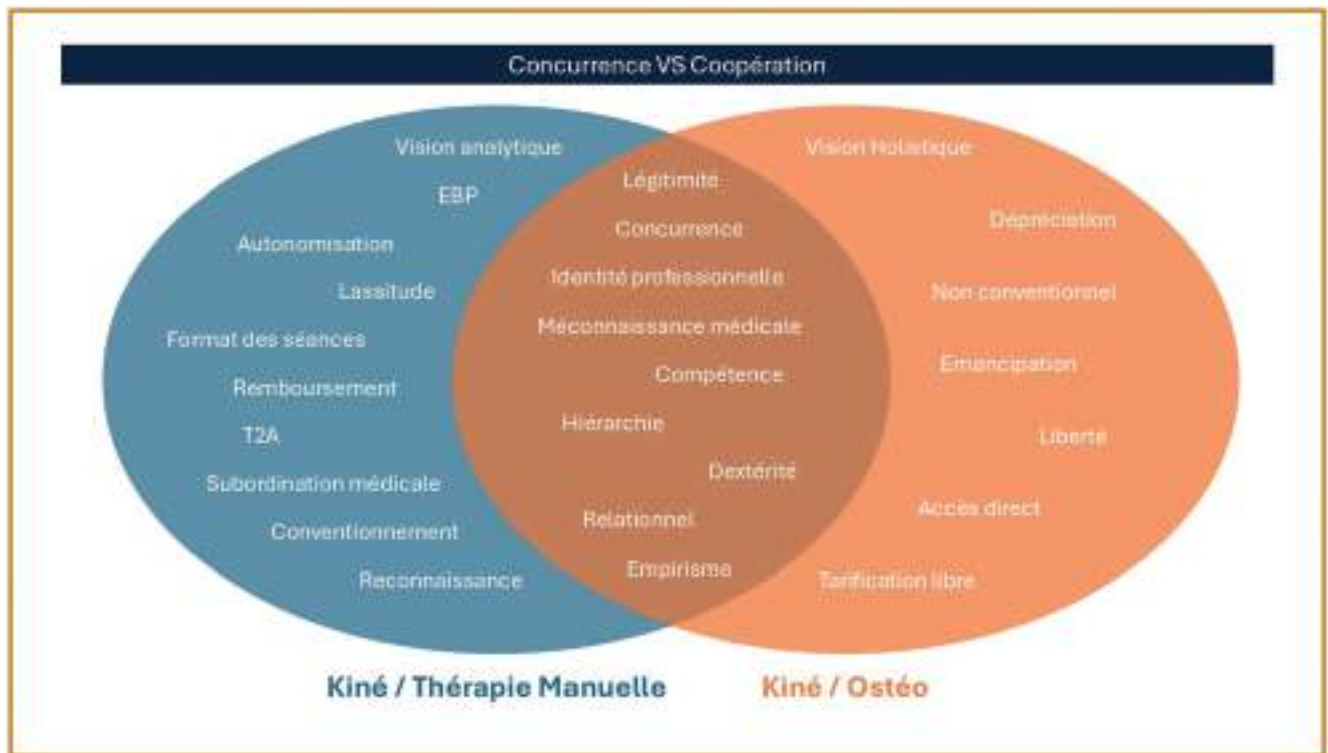 Concurrence VS Coopération
Vision analytique
EBP
Autonomisation
Lassitude
Format des séances
Remboursement
T2A
Subordination médicale
Conventionnement
Reconnaissance
Légitimité
Concurrence
Identité professionnelle
Méconnaissance médicale
Compétence
Hiérarchie
Dextérité
Relationnel
Empirisme
Vision Holistique
Dépréciation
Non conventionnel
Emancipation
Liberté
Accès direct
Tarification libre
Kiné / Thérapie Manuelle
Kiné / Ostéo